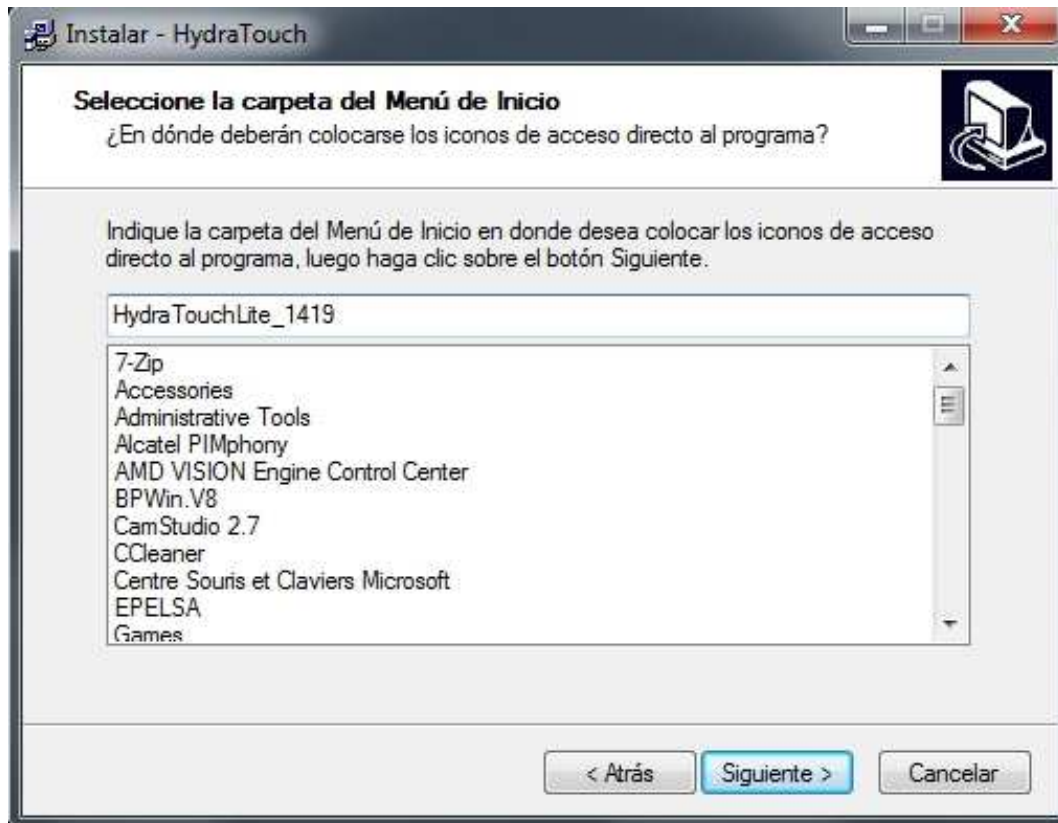 Instalar - HydraTouch
Seleccione la carpeta del Menú de Inicio
¿En dónde deberán colocarse los iconos de acceso directo al programa?
Indique la carpeta del Menú de Inicio en donde desea colocar los iconos de acceso
directo al programa, luego haga clic sobre el botón Siguiente.
HydraTouchLite_1419
7-Zip
Accessories
Administrative Tools
Alcatel PIMphony
AMD VISION Engine Control Center
BPWin.V8
CamStudio 2.7
CCleaner
Centre Souris et Claviers Microsoft
EPELSA
Games
< Atrás Siguiente > Cancelar